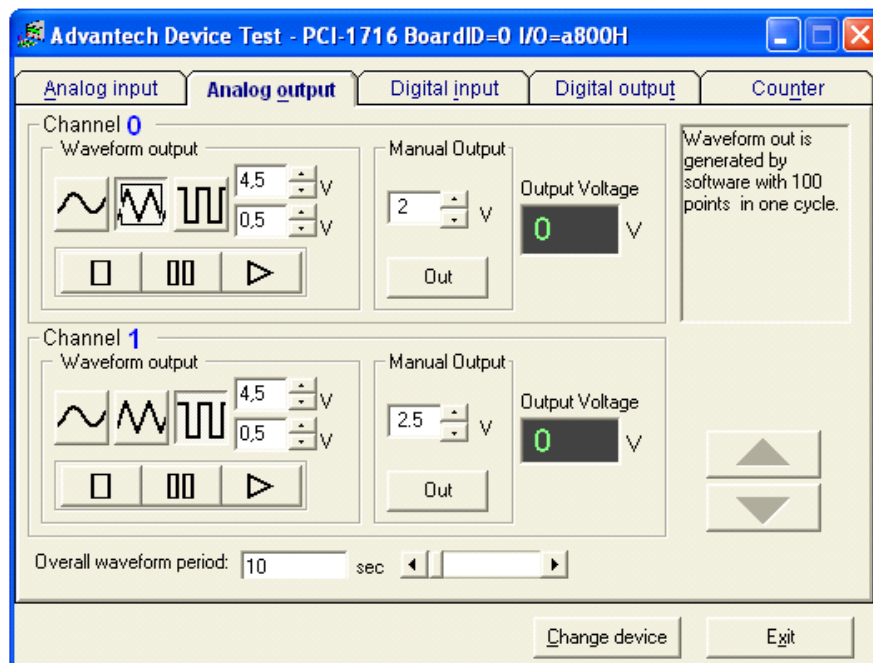 Advantech Device Test - PCI-1716 BoardID=0 I/O=a800H
Analog input
Analog output
Digital input
Digital output
Counter
Channel 0
Waveform output
4,5
V
0,5
V
Manual Output
2
V
Out
Output Voltage
0
V
Waveform out is
generated by
software with 100
points in one cycle.
Channel 1
Waveform output
4,5
V
0,5
V
Manual Output
2.5
V
Out
Output Voltage
0
V
Overall waveform period:
10
sec
Change device
Exit